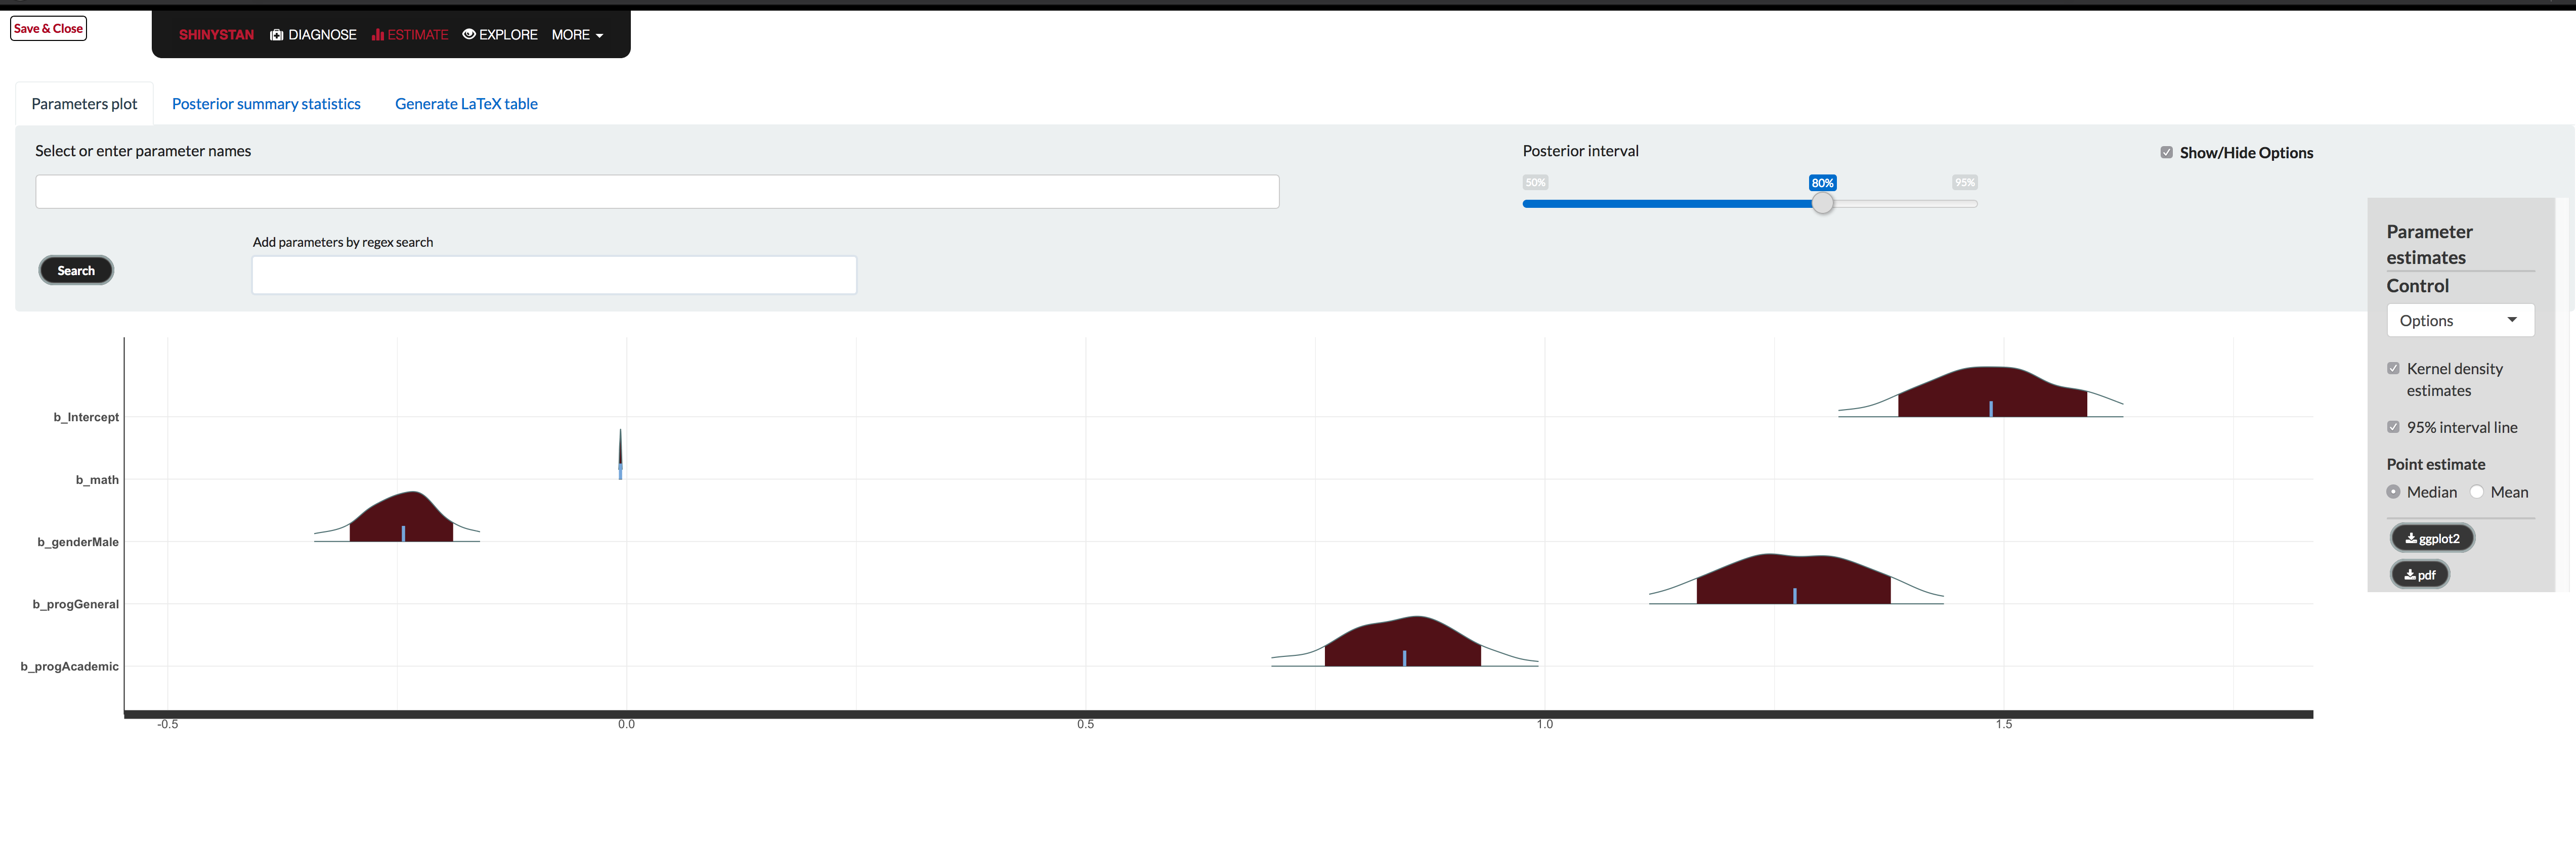 Save & Close
SHINYSTAN DIAGNOSE ESTIMATE EXPLORE MORE
Parameters plot Posterior summary statistics Generate LaTeX table
Select or enter parameter names
Posterior interval
Show/Hide Options
50% 80% 95%
Add parameters by regex search
Search
Parameter
estimates
Control
Options
Kernel density
estimates
95% interval line
Point estimate
Median Mean
ggplot2
pdf
b_Intercept
b_math
b_genderMale
b_progGeneral
b_progAcademic
-0.5 0.0 0.5 1.0 1.5